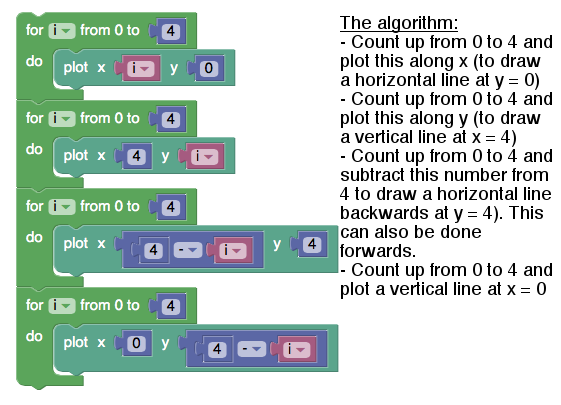 for i from 0 to 4
do plot x i y 0
for i from 0 to 4
do plot x 4 y i
for i from 0 to 4
do plot x 4 - i y 4
for i from 0 to 4
do plot x 0 y 4 - i
The algorithm:
- Count up from 0 to 4 and
plot this along x (to draw
a horizontal line at y = 0)
- Count up from 0 to 4 and
plot this along y (to draw
a vertical line at x = 4)
- Count up from 0 to 4 and
subtract this number from
4 to draw a horizontal line
backwards at y = 4). This
can also be done
forwards.
- Count up from 0 to 4 and
plot a vertical line at x = 0